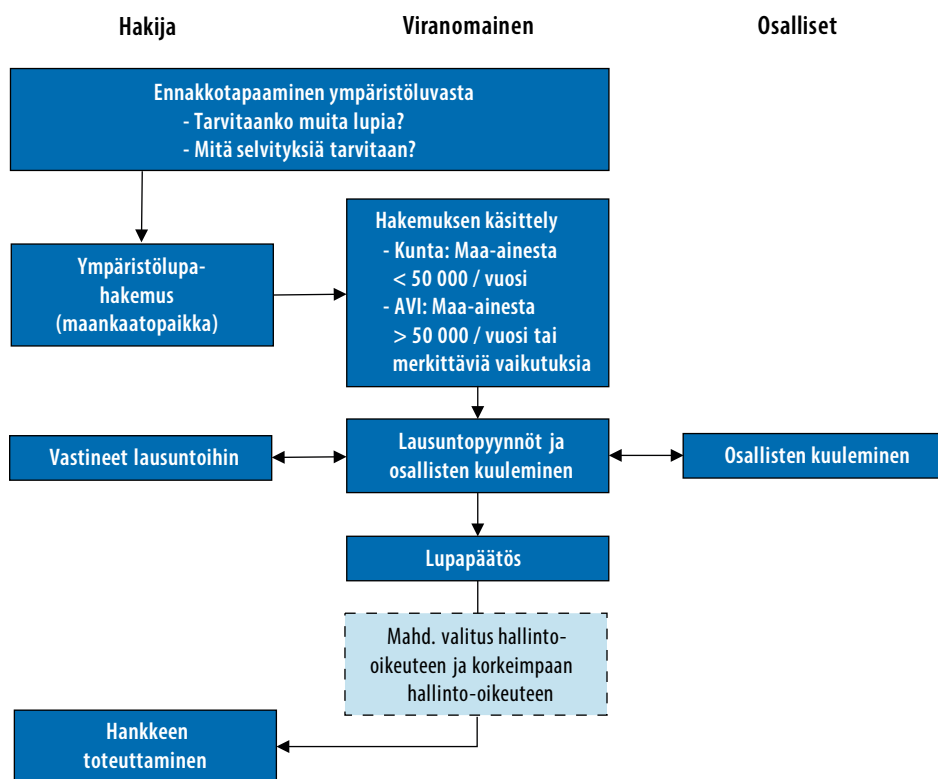 Hakija
Viranomainen
Osalliset
Ennakkotapaaminen ympäristöluvasta
- Tarvitaanko muita lupia?
- Mitä selvityksiä tarvitaan?
Ympäristölupa-
hakemus
(maankaatopaikka)
Hakemuksen käsittely
- Kunta: Maa-ainesta
< 50 000 / vuosi
- AVI: Maa-ainesta
> 50 000 / vuosi tai
merkittäviä vaikutuksia
Vastineet lausuntoihin
Lausuntopyynnöt ja
osallisten kuuleminen
Osallisten kuuleminen
Lupapäätös
Mahd. valitus hallinto-
oikeuteen ja korkeimpaan
hallinto-oikeuteen
Hankkeen
toteuttaminen